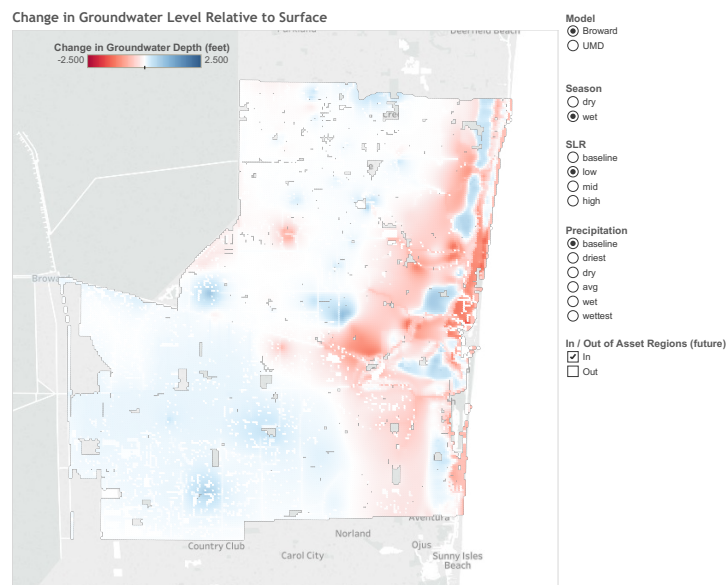 Change in Groundwater Level Relative to Surface
Deerfield Beach
Change in Groundwater Depth (feet)
-2.500
2.500
Browa
Aventura
Country Club
Norland
Carol City
Ojus
Sunny Isles
Beach
Model
Broward
UMD
Season
dry
wet
SLR
baseline
low
mid
high
Precipitation
baseline
driest
dry
avg
wet
wettest
In / Out of Asset Regions (future)
In
Out